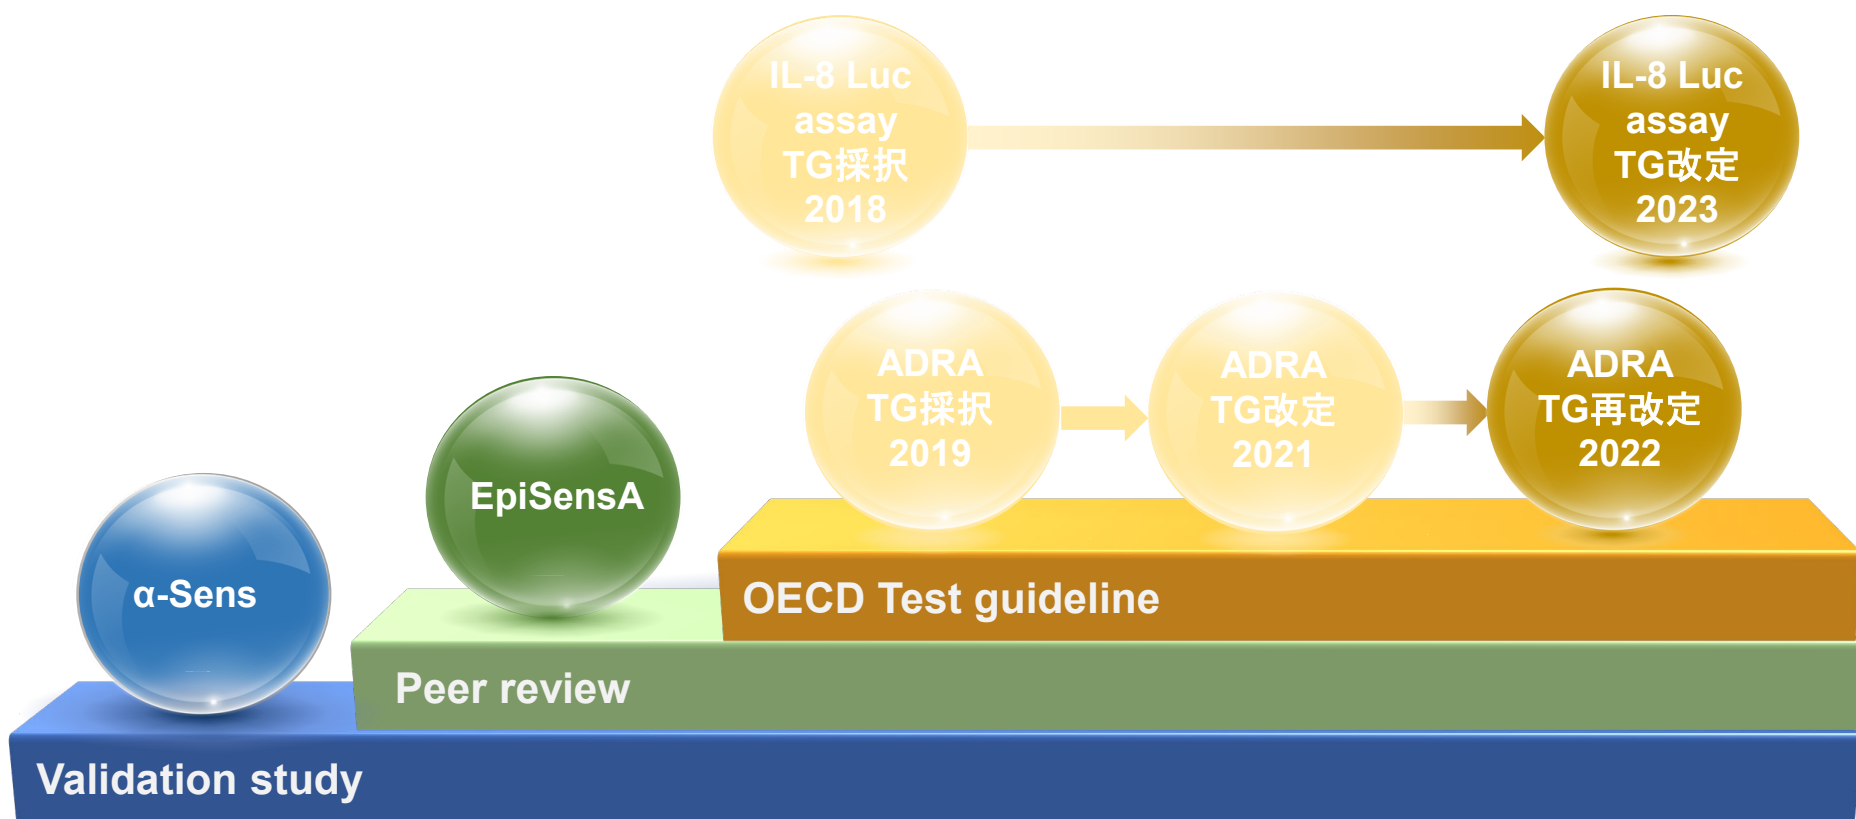 IL-8 Luc
assay
TG採択
2018
IL-8 Luc
assay
TG改定
2023
ADRA
TG採択
2019
ADRA
TG改定
2021
ADRA
TG再改定
2022
EpiSensA
α-Sens
OECD Test guideline
Peer review
Validation study